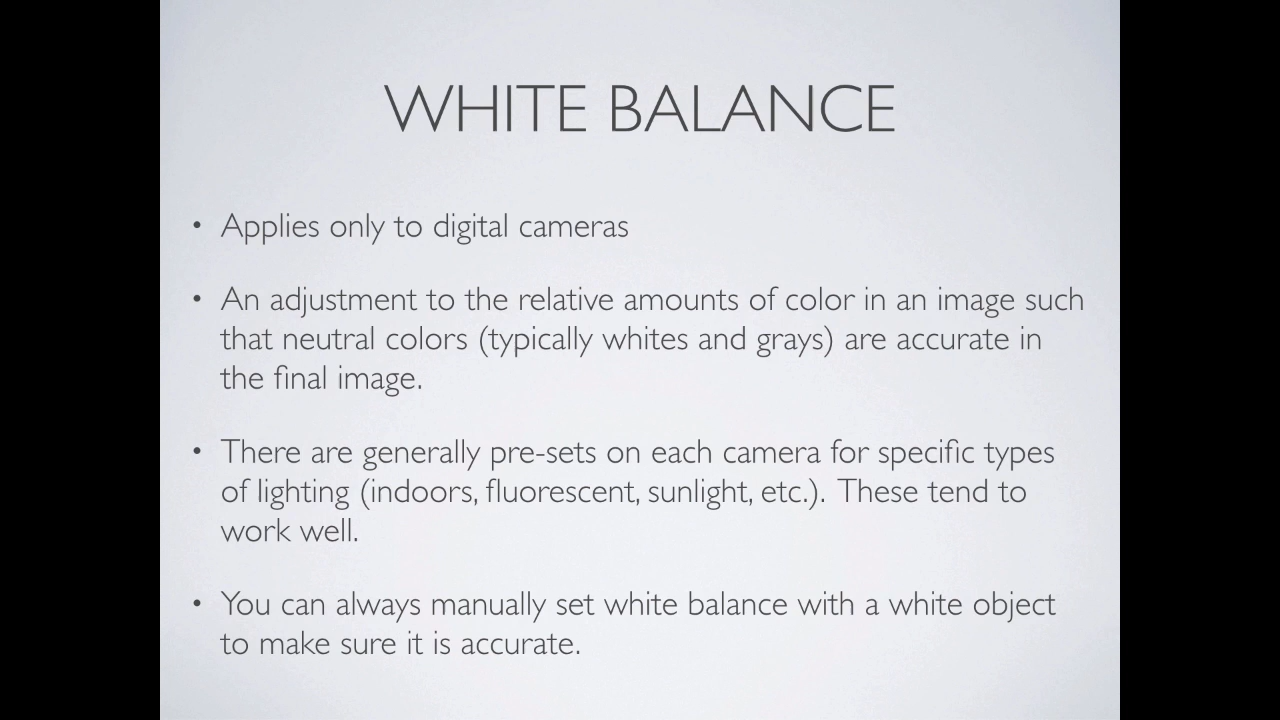 WHITE BALANCE
• Applies only to digital cameras
• An adjustment to the relative amounts of color in an image such
that neutral colors (typically whites and grays) are accurate in
the final image.
• There are generally pre-sets on each camera for specific types
of lighting (indoors, fluorescent, sunlight, etc.).  These tend to
work well.
• You can always manually set white balance with a white object
to make sure it is accurate.